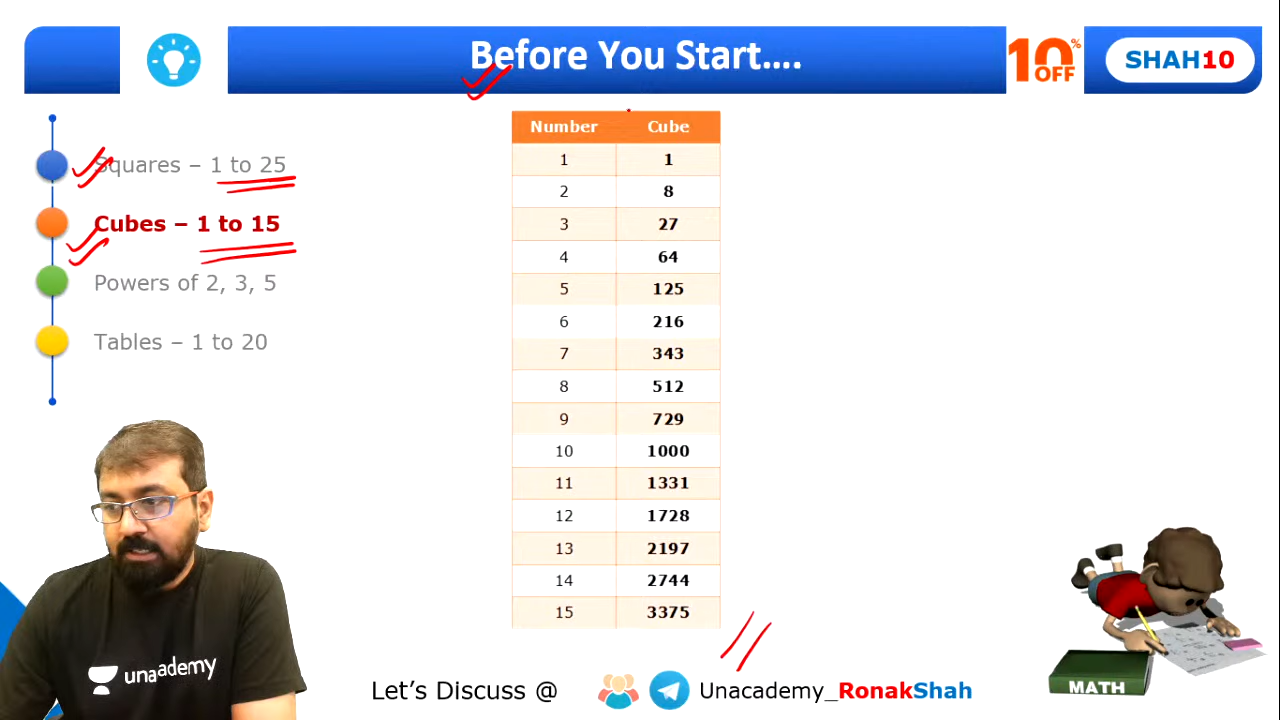 Before You Start....
10% OFF
SHAH10
Squares – 1 to 25
Cubes – 1 to 15
Powers of 2, 3, 5
Tables – 1 to 20
Number Cube
1 1
2 8
3 27
4 64
5 125
6 216
7 343
8 512
9 729
10 1000
11 1331
12 1728
13 2197
14 2744
15 3375
unacademy
MATH
Let's Discuss @ Unacademy_RonakShah